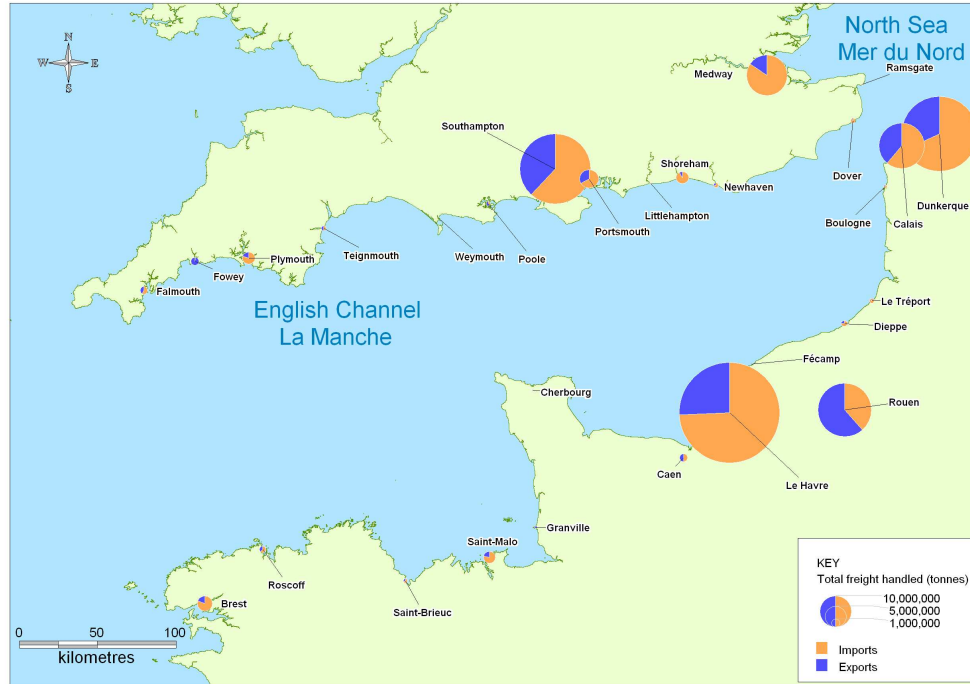 North Sea
Mer du Nord
N
W
E
S
Medway
Ramsgate
Southampton
Shoreham
Dover
Newhaven
Dunkerque
Littlehampton
Boulogne
Calais
Portsmouth
Teignmouth
Weymouth
Poole
Plymouth
Fowey
Falmouth
English Channel
La Manche
Le Tréport
Dieppe
Fécamp
Cherbourg
Rouen
Caen
Le Havre
Granville
Saint-Malo
Roscoff
Brest
Saint-Brieuc
0 50 100
kilometres
KEY
Total freight handled (tonnes)
10,000,000
5,000,000
1,000,000
Imports
Exports